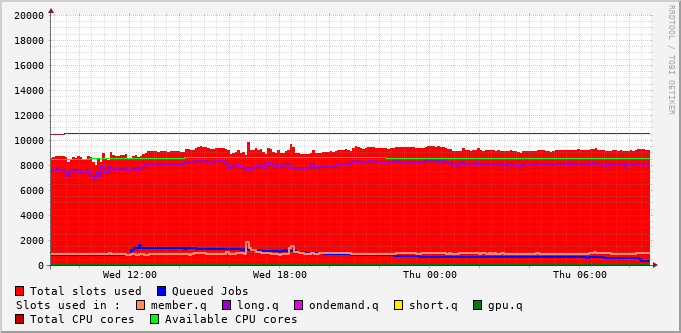 20000
18000
16000
14000
12000
10000
8000
6000
4000
2000
0
Wed 12:00 Wed 18:00 Thu 00:00 Thu 06:00
RRDTOOL / TOBI OETIKER
Total slots used Queued Jobs
Slots used in : member.q long.q ondemand.q short.q gpu.q
Total CPU cores Available CPU cores